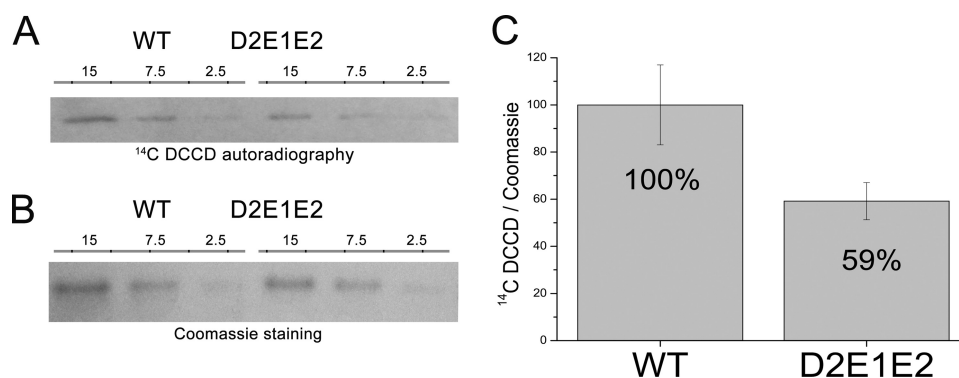 A
WT D2E1E2
15 7.5 2.5 15 7.5 2.5
¹⁴C DCCD autoradiography
B
WT D2E1E2
15 7.5 2.5 15 7.5 2.5
Coomassie staining
C
¹⁴C DCCD / Coomassie
120
100
80
60
40
20
0
100%
59%
WT D2E1E2